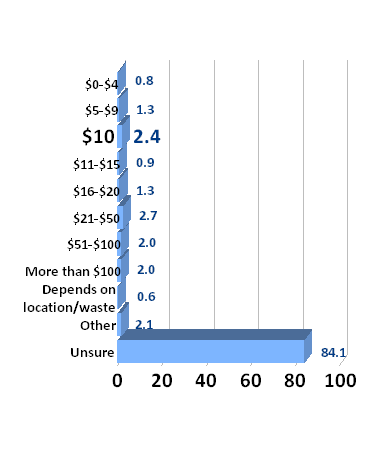 $0-$4 0.8
$5-$9 1.3
$10 2.4
$11-$15 0.9
$16-$20 1.3
$21-$50 2.7
$51-$100 2.0
More than $100 2.0
Depends on
location/waste 0.6
Other 2.1
Unsure 84.1
0 20 40 60 80 100